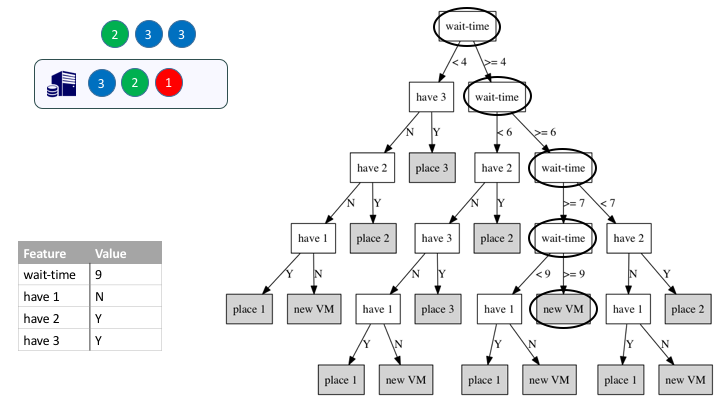 2 3 3
3 2 1
Feature Value
wait-time 9
have 1 N
have 2 Y
have 3 Y
wait-time
< 4 >= 4
have 3 wait-time
N Y < 6 >= 6
have 2 place 3 have 2 wait-time
N Y N Y >= 7 < 7
have 1 place 2 have 3 place 2 wait-time have 2
Y N N Y < 9 >= 9 N Y
place 1 new VM have 1 place 3 have 1 new VM have 1 place 2
Y N Y N Y N
place 1 new VM place 1 new VM place 1 new VM